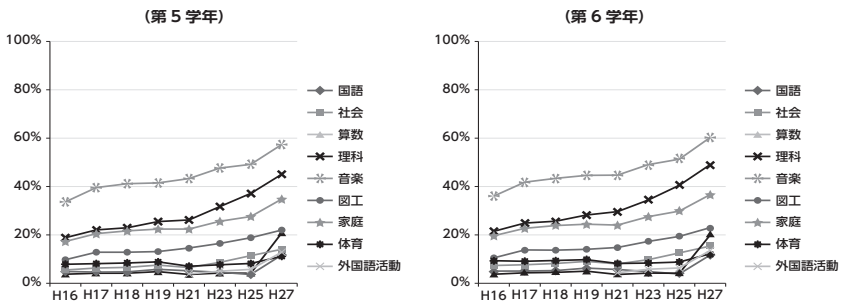 (第5学年)
100%
80%
60%
40%
20%
0%
H16 H17 H18 H19 H21 H23 H25 H27
国語
社会
算数
理科
音楽
図工
家庭
体育
外国語活動
(第6学年)
100%
80%
60%
40%
20%
0%
H16 H17 H18 H19 H21 H23 H25 H27
国語
社会
算数
理科
音楽
図工
家庭
体育
外国語活動